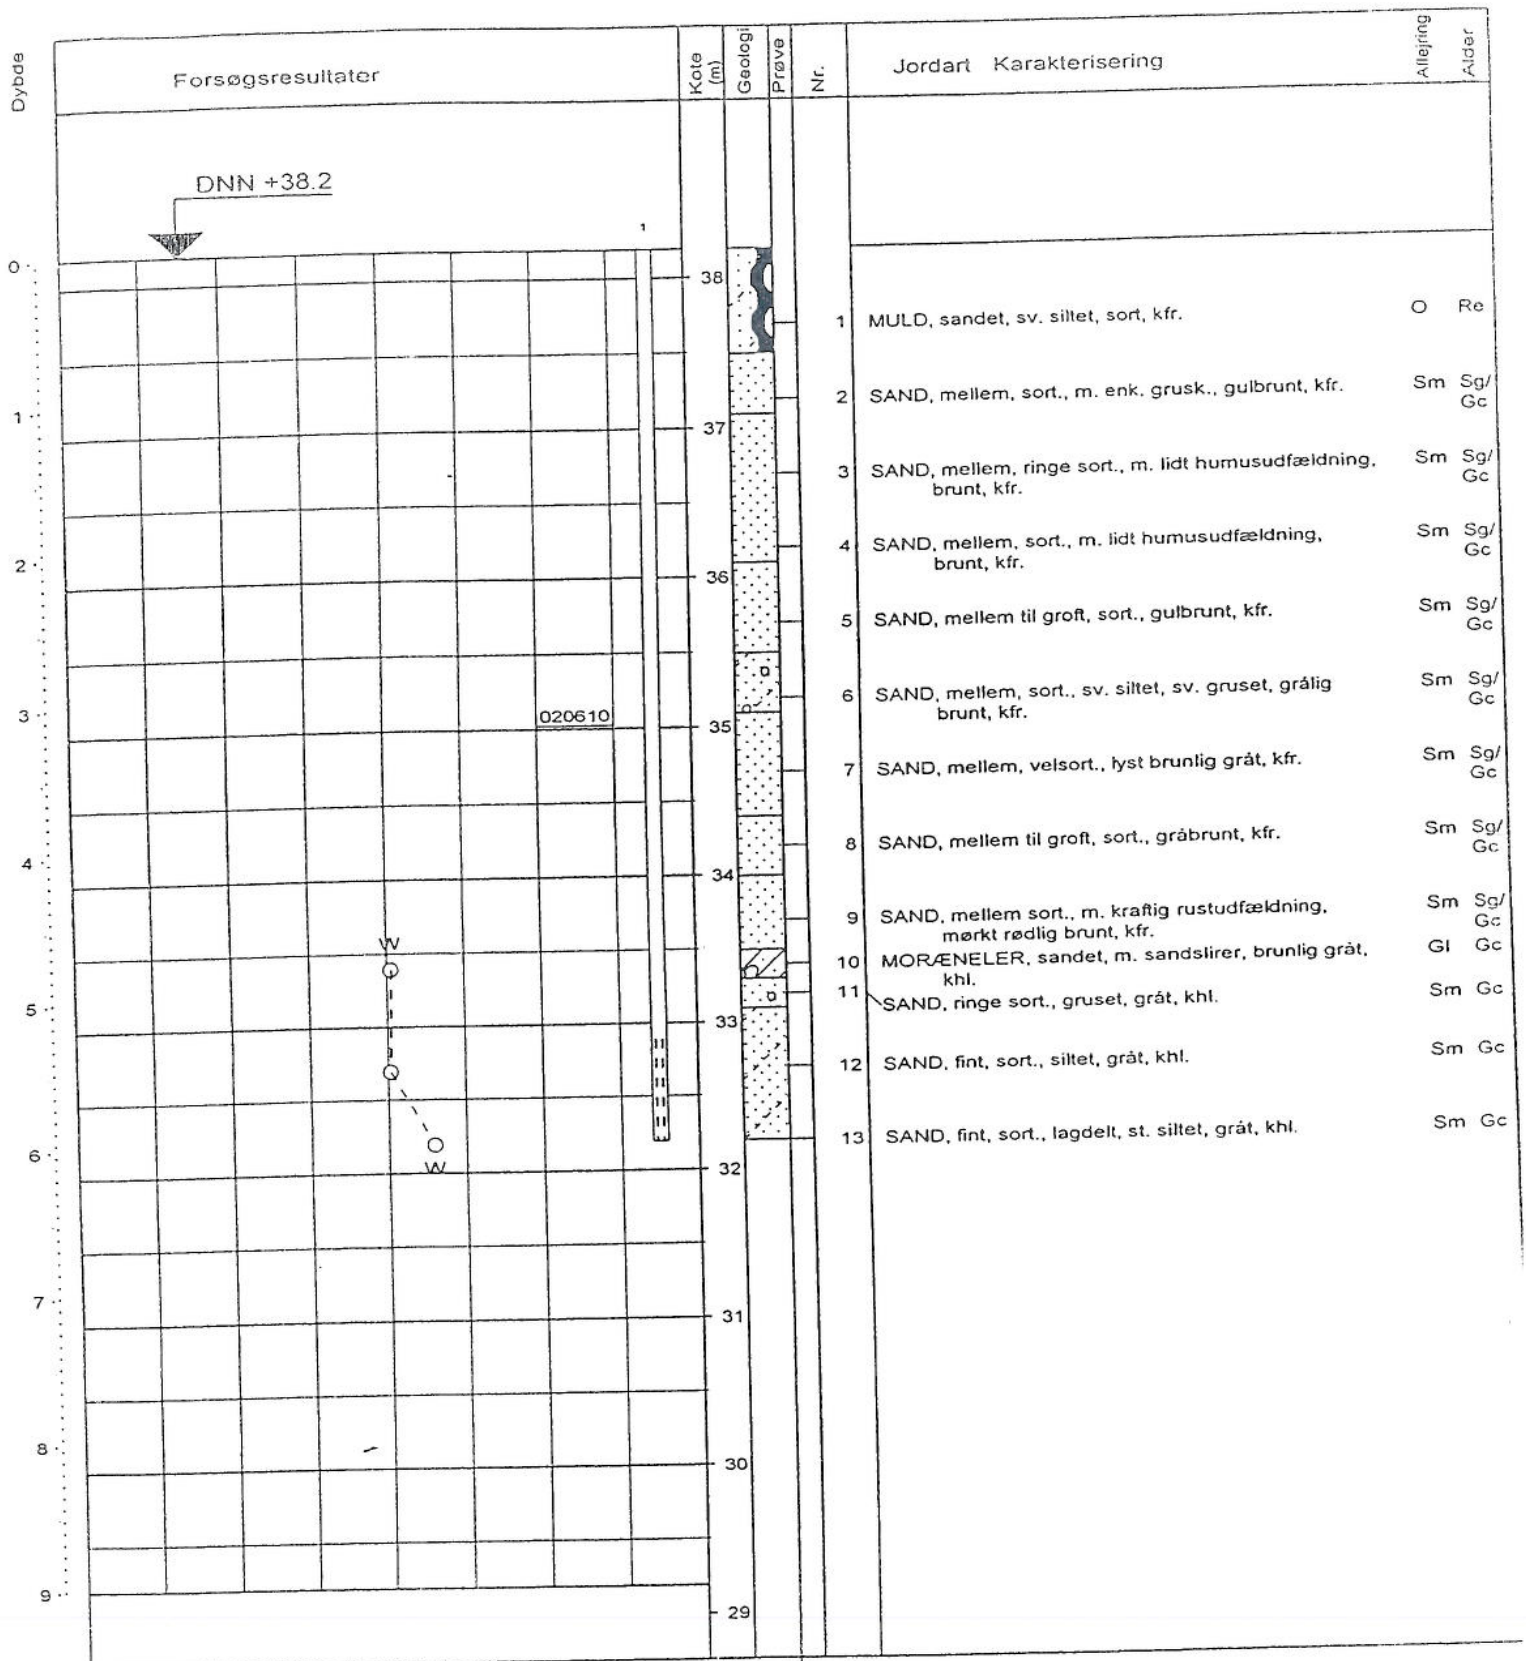 Dybde
Forsøgsresultater
Kote (m)
Geologi
Prøve
Nr.
Jordart Karakterisering
Aflejring
Alder
DNN +38.2
1
0
38
1 MULD, sandet, sv. siltet, sort, kfr. O Re
2 SAND, mellem, sort., m. enk. grusk., gulbrunt, kfr. Sm Sg/
Gc
1
37
3 SAND, mellem, ringe sort., m. lidt humusudfældning, Sm Sg/
brunt, kfr. Gc
4 SAND, mellem, sort., m. lidt humusudfældning, Sm Sg/
brunt, kfr. Gc
2
36
5 SAND, mellem til groft, sort., gulbrunt, kfr. Sm Sg/
Gc
6 SAND, mellem, sort., sv. siltet, sv. gruset, grålig Sm Sg/
brunt, kfr. Gc
3
020610
35
7 SAND, mellem, velsort., lyst brunlig gråt, kfr. Sm Sg/
Gc
8 SAND, mellem til groft, sort., gråbrunt, kfr. Sm Sg/
Gc
4
34
9 SAND, mellem sort., m. kraftig rustudfældning, Sm Sg/
mørkt rødlig brunt, kfr. Gc
W
10 MORÆNELER, sandet, m. sandslirer, brunlig gråt, Gl Gc
khl.
11 SAND, ringe sort., gruset, gråt, khl. Sm Gc
5
33
12 SAND, fint, sort., siltet, gråt, khl. Sm Gc
13 SAND, fint, sort., lagdelt, st. siltet, gråt, khl. Sm Gc
6
W
32
7
31
8
30
9
29